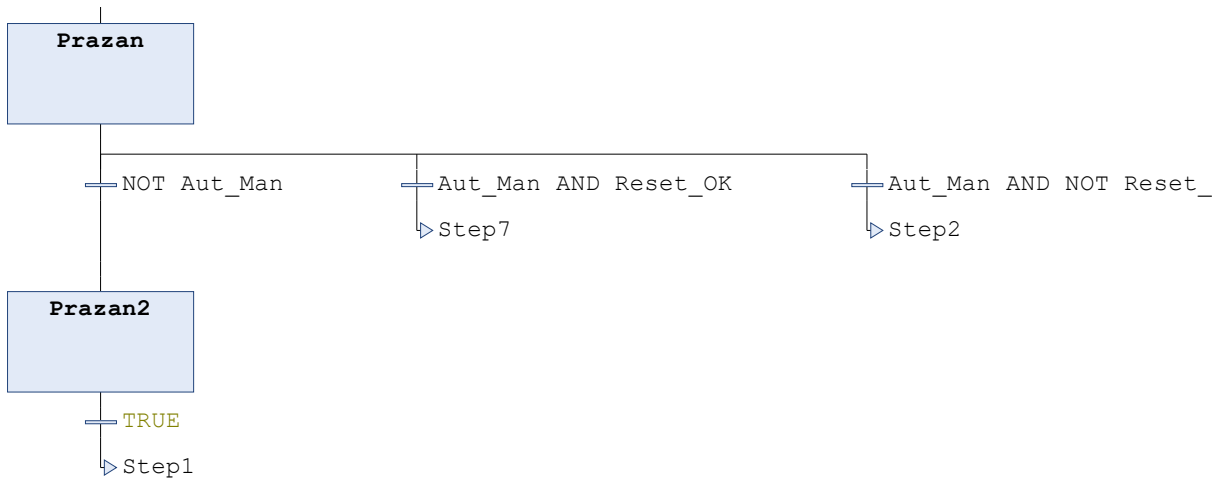 Prazan
NOT Aut_Man
Aut_Man AND Reset_OK
Aut_Man AND NOT Reset_
Step7
Step2
Prazan2
TRUE
Step1